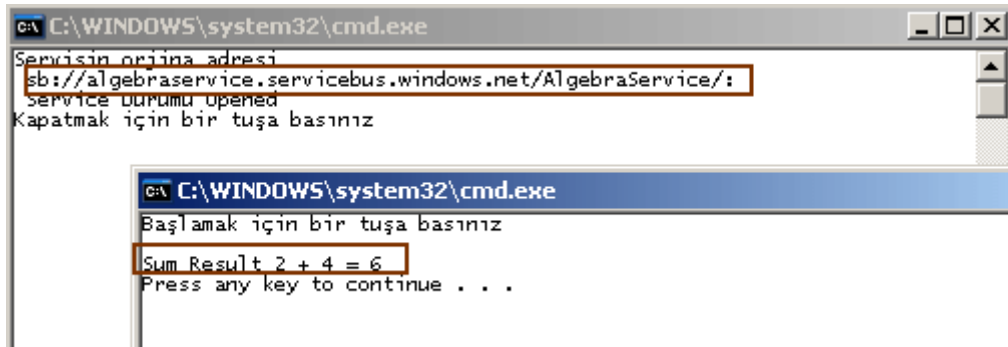 C:\WINDOWS\system32\cmd.exe
Servisin orjina adresi
sb://algebraservice.servicebus.windows.net/AlgebraService/:
Service Durumu Opened
Kapatmak için bir tuşa basınız
C:\WINDOWS\system32\cmd.exe
Başlamak için bir tuşa basınız
Sum Result 2 + 4 = 6
Press any key to continue . . .